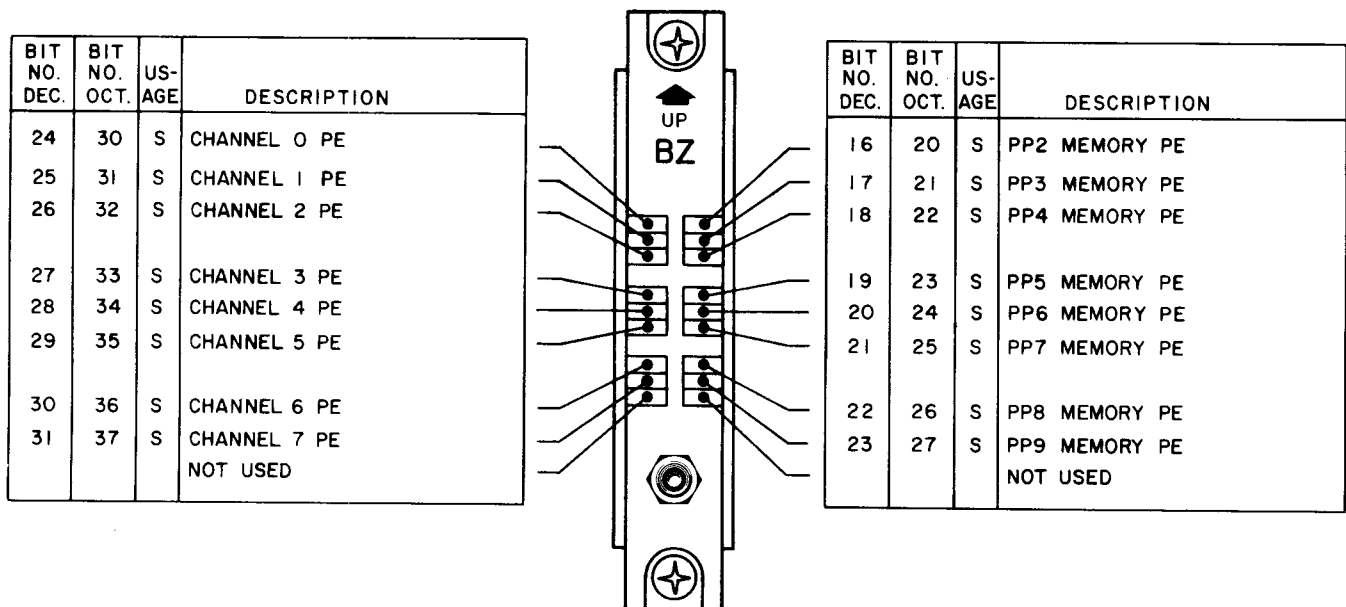 BIT NO. DEC. BIT NO. OCT. US-AGE DESCRIPTION
24 30 S CHANNEL 0 PE
25 31 S CHANNEL 1 PE
26 32 S CHANNEL 2 PE
27 33 S CHANNEL 3 PE
28 34 S CHANNEL 4 PE
29 35 S CHANNEL 5 PE
30 36 S CHANNEL 6 PE
31 37 S CHANNEL 7 PE
NOT USED
UP
BZ
BIT NO. DEC. BIT NO. OCT. US-AGE DESCRIPTION
16 20 S PP2 MEMORY PE
17 21 S PP3 MEMORY PE
18 22 S PP4 MEMORY PE
19 23 S PP5 MEMORY PE
20 24 S PP6 MEMORY PE
21 25 S PP7 MEMORY PE
22 26 S PP8 MEMORY PE
23 27 S PP9 MEMORY PE
NOT USED